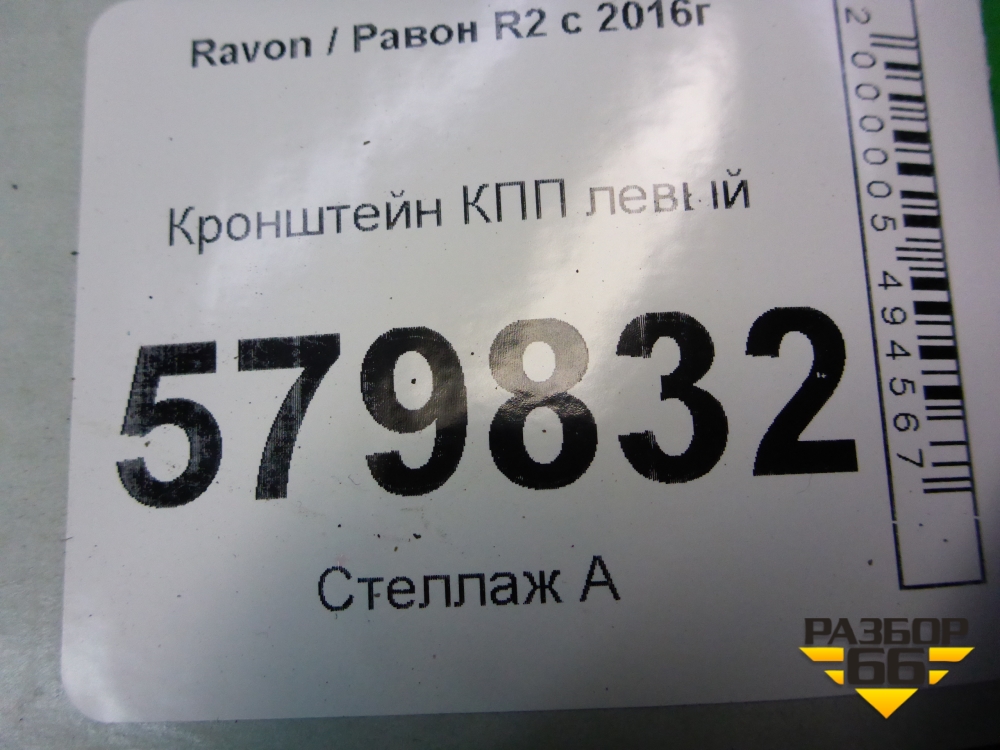 Ravon / Равон R2 с 2016г
Кронштейн КПП левый
579832
Стеллаж А
2000005494567
РАЗБОР
66